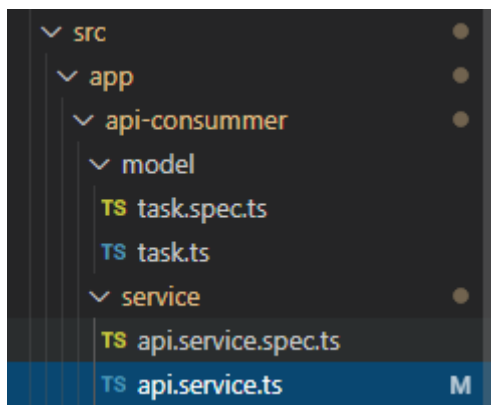 src
app
api-consummer
model
TS task.spec.ts
TS task.ts
service
TS api.service.spec.ts
TS api.service.ts M